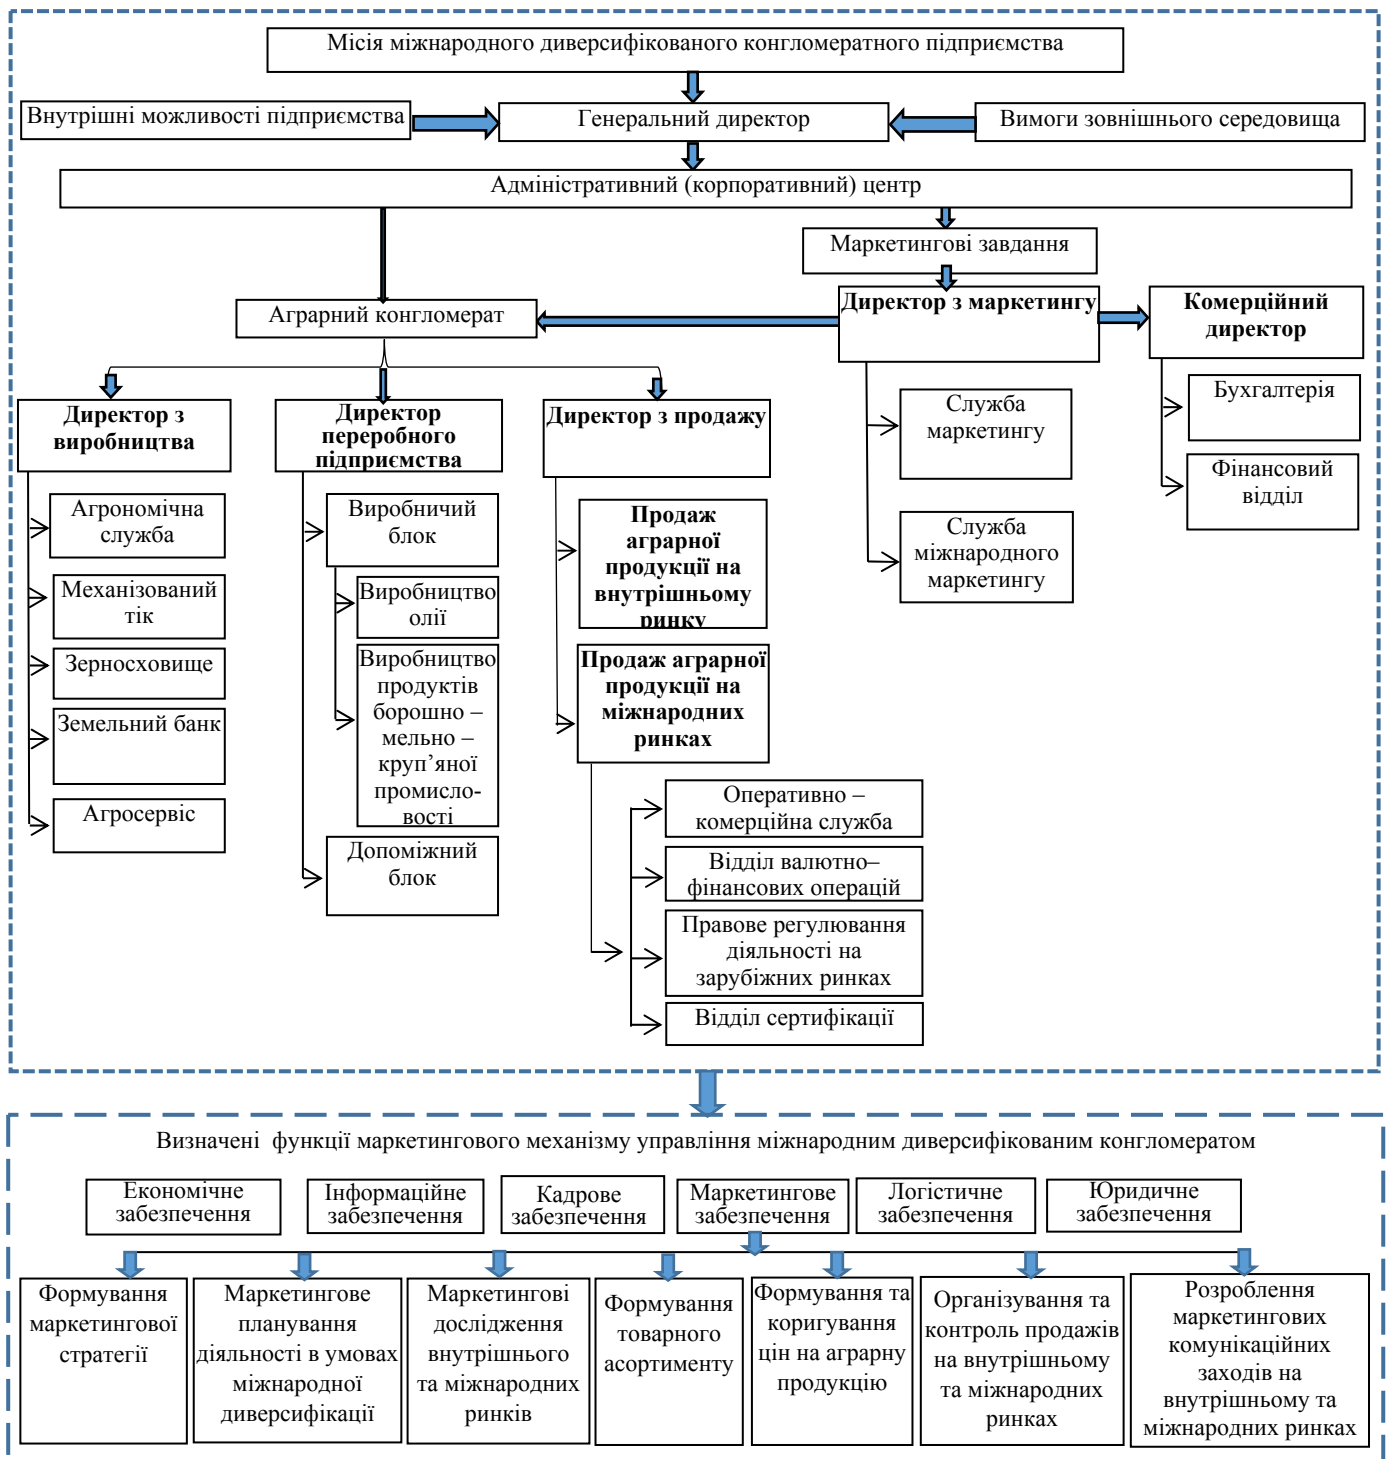 Місія міжнародного диверсифікованого конгломератного підприємства
Внутрішні можливості підприємства
Генеральний директор
Вимоги зовнішнього середовища
Адміністративний (корпоративний) центр
Маркетингові завдання
Аграрний конгломерат
Директор з маркетингу
Комерційний
директор
Бухгалтерія
Фінансовий
відділ
Служба
маркетингу
Служба
міжнародного
маркетингу
Директор з
виробництва
Агрономічна
служба
Механізований
тік
Зерносховище
Земельний банк
Агросервіс
Директор
переробного
підприємства
Виробничий
блок
Виробництво
олії
Виробництво
продуктів
борошно –
мельно –
круп’яної
промисло-
вості
Допоміжний
блок
Директор з продажу
Продаж
аграрної
продукції на
внутрішньому
ринку
Продаж аграрної
продукції на
міжнародних
ринках
Оперативно –
комерційна служба
Відділ валютно–
фінансових операцій
Правове регулювання
діяльності на
зарубіжних ринках
Відділ сертифікації
Визначені функції маркетингового механізму управління міжнародним диверсифікованим конгломератом
Економічне
забезпечення
Інформаційне
забезпечення
Кадрове
забезпечення
Маркетингове
забезпечення
Логістичне
забезпечення
Юридичне
забезпечення
Формування
маркетингової
стратегії
Маркетингове
планування
діяльності в умовах
міжнародної
диверсифікації
Маркетингові
дослідження
внутрішнього
та міжнародних
ринків
Формування
товарного
асортименту
Формування та
коригування
цін на аграрну
продукцію
Організування та
контроль продажів
на внутрішньому
та міжнародних
ринках
Розроблення
маркетингових
комунікаційних
заходів на
внутрішньому та
міжнародних ринках